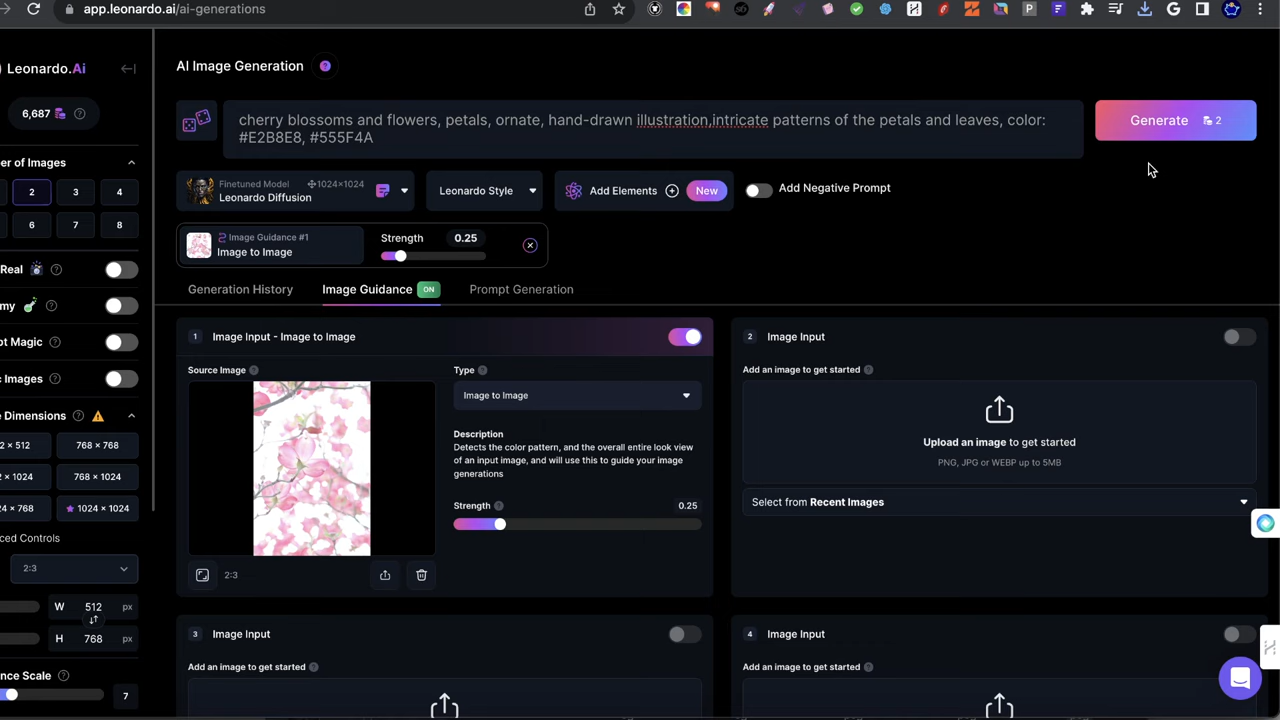 app.leonardo.ai/ai-generations
Leonardo.Ai
6,687
er of Images
2
3
4
6
7
8
Real
my
t Magic
c Images
e Dimensions
2 × 512
768 × 768
2 × 1024
768 × 1024
24 × 768
1024 × 1024
ced Controls
2:3
W 512 px
H 768 px
nce Scale
7
AI Image Generation
cherry blossoms and flowers, petals, ornate, hand-drawn illustration,intricate patterns of the petals and leaves, color:
#E2B8E8, #555F4A
Generate 2
Finetuned Model 1024×1024
Leonardo Diffusion
Leonardo Style
Add Elements New
Add Negative Prompt
Image Guidance #1
Image to Image
Strength 0.25
Generation History
Image Guidance ON
Prompt Generation
1 Image Input - Image to Image
Source Image
2:3
Type
Image to Image
Description
Detects the color pattern, and the overall entire look view
of an input image, and will use this to guide your image
generations
Strength 0.25
2 Image Input
Add an image to get started
Upload an image to get started
PNG, JPG or WEBP up to 5MB
Select from Recent Images
3 Image Input
Add an image to get started
4 Image Input
Add an image to get started